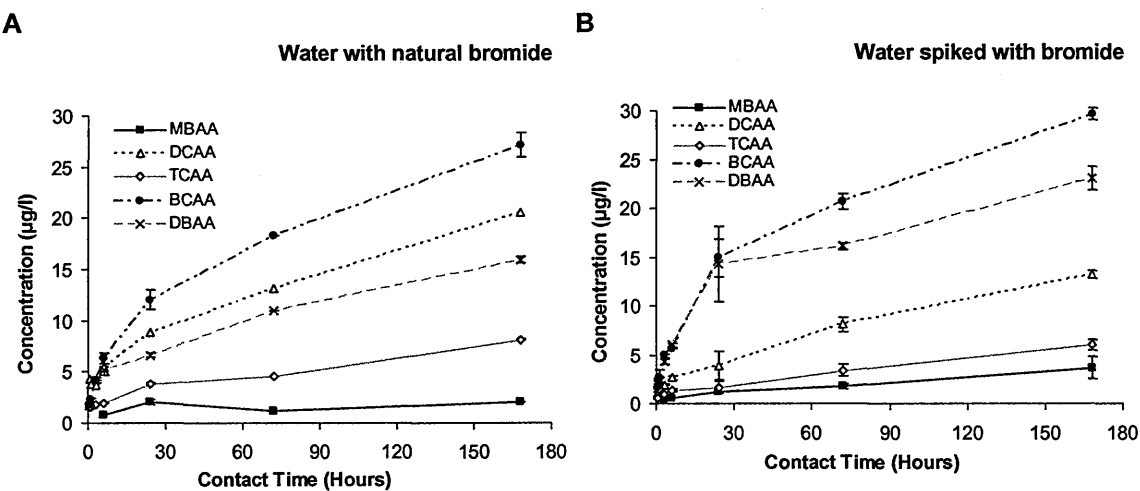 A
Water with natural bromide
30
25
20
15
10
5
0
Concentration (µg/l)
MBAA
DCAA
TCAA
BCAA
DBAA
0 30 60 90 120 150 180
Contact Time (Hours)
B
Water spiked with bromide
30
25
20
15
10
5
0
Concentration (µg/l)
MBAA
DCAA
TCAA
BCAA
DBAA
0 30 60 90 120 150 180
Contact Time (Hours)